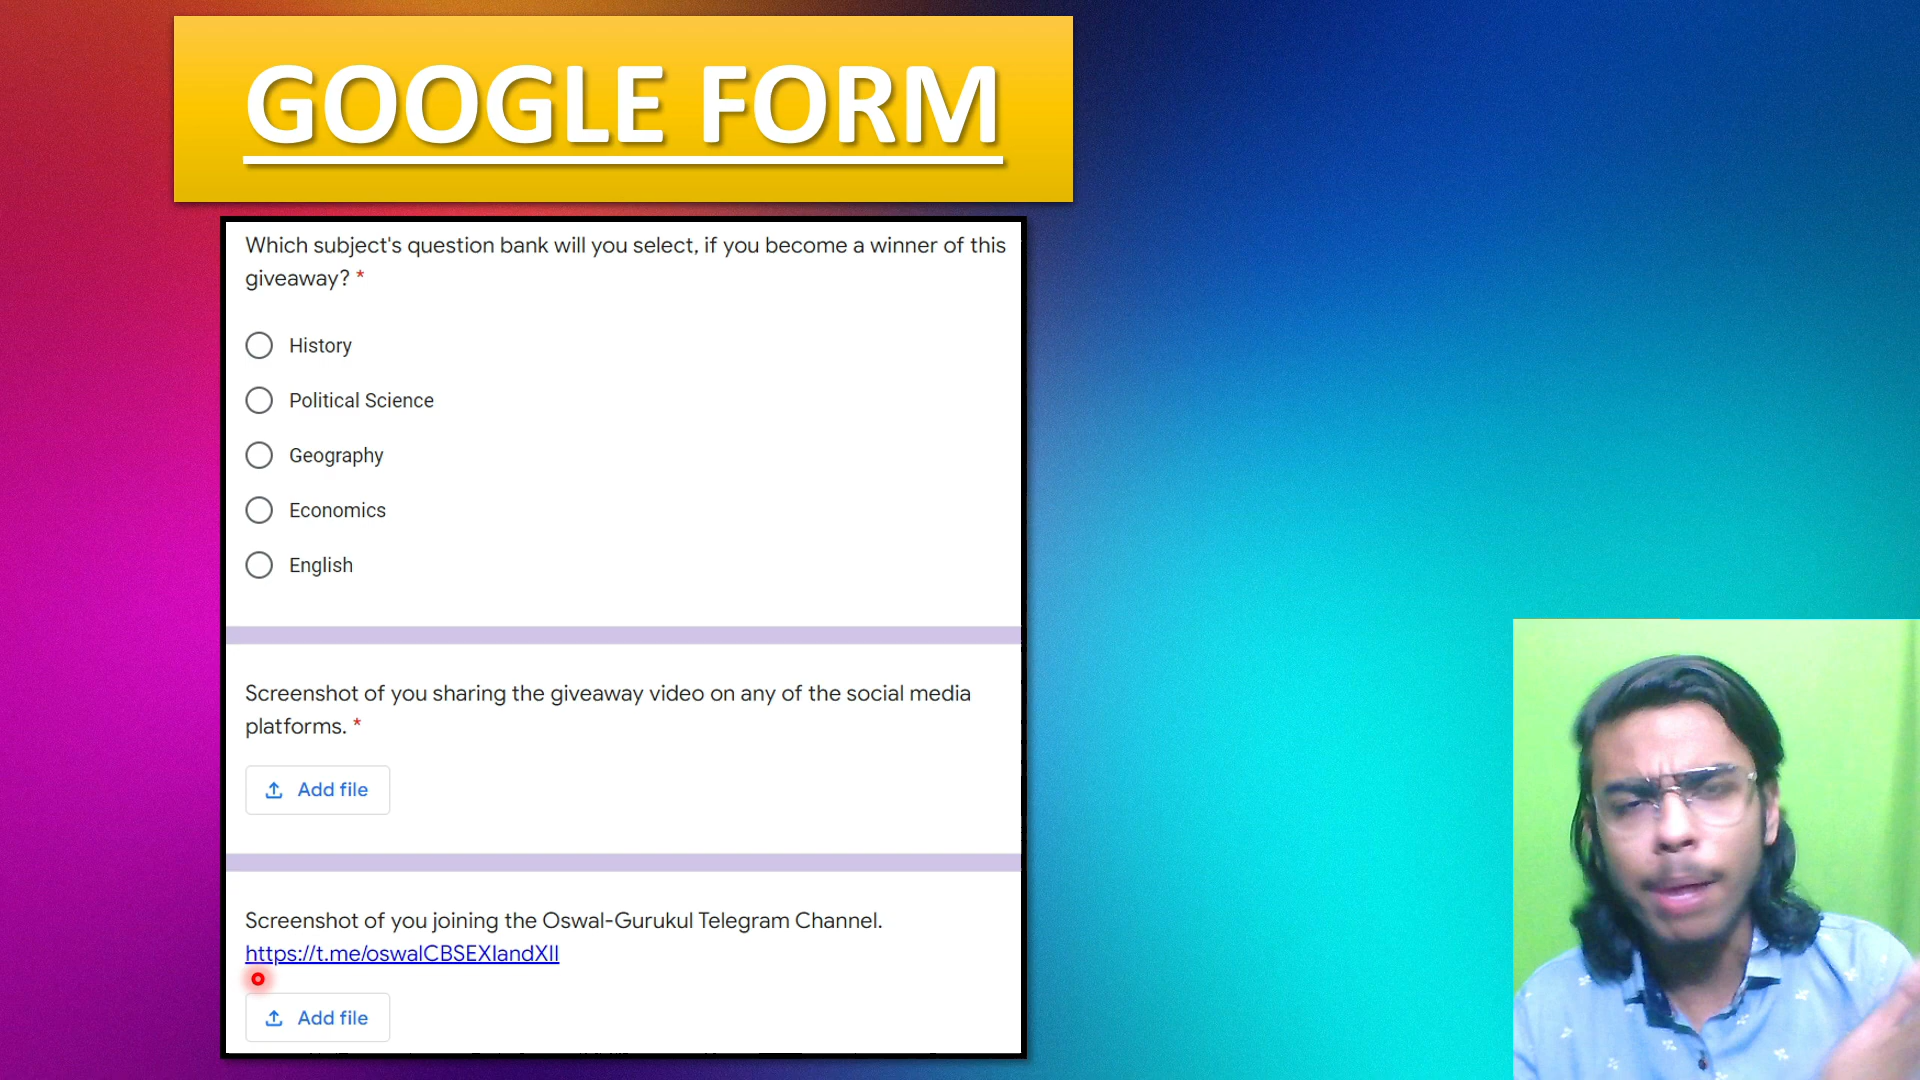 GOOGLE FORM
Which subject's question bank will you select, if you become a winner of this
giveaway? *
History
Political Science
Geography
Economics
English
Screenshot of you sharing the giveaway video on any of the social media
platforms. *
Add file
Screenshot of you joining the Oswal-Gurukul Telegram Channel.
https://t.me/oswalCBSEXIandXII
Add file